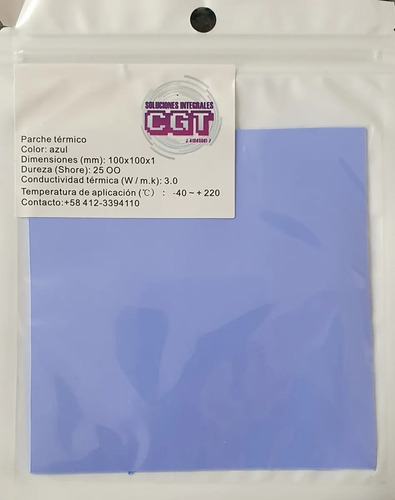 SOLUCIONES INTEGRALES
CGT
Parche térmico
Color: azul
Dimensiones (mm): 100x100x1
Dureza (Shore): 25 OO
Conductividad térmica (W / m.k): 3.0
Temperatura de aplicación (℃) : -40 ~ + 220
Contacto:+58 412-3394110